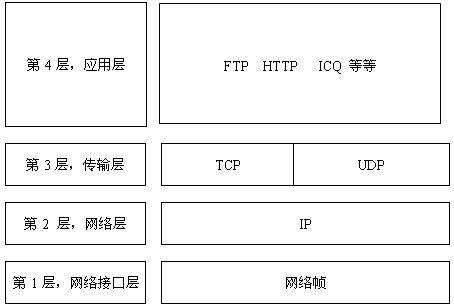 第4层，应用层
FTP HTTP ICQ 等等
第3层，传输层
TCP
UDP
第2 层，网络层
IP
第1层，网络接口层
网络帧